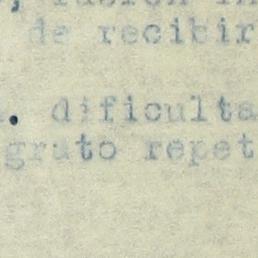 de recibir
. dificulta
grato repet